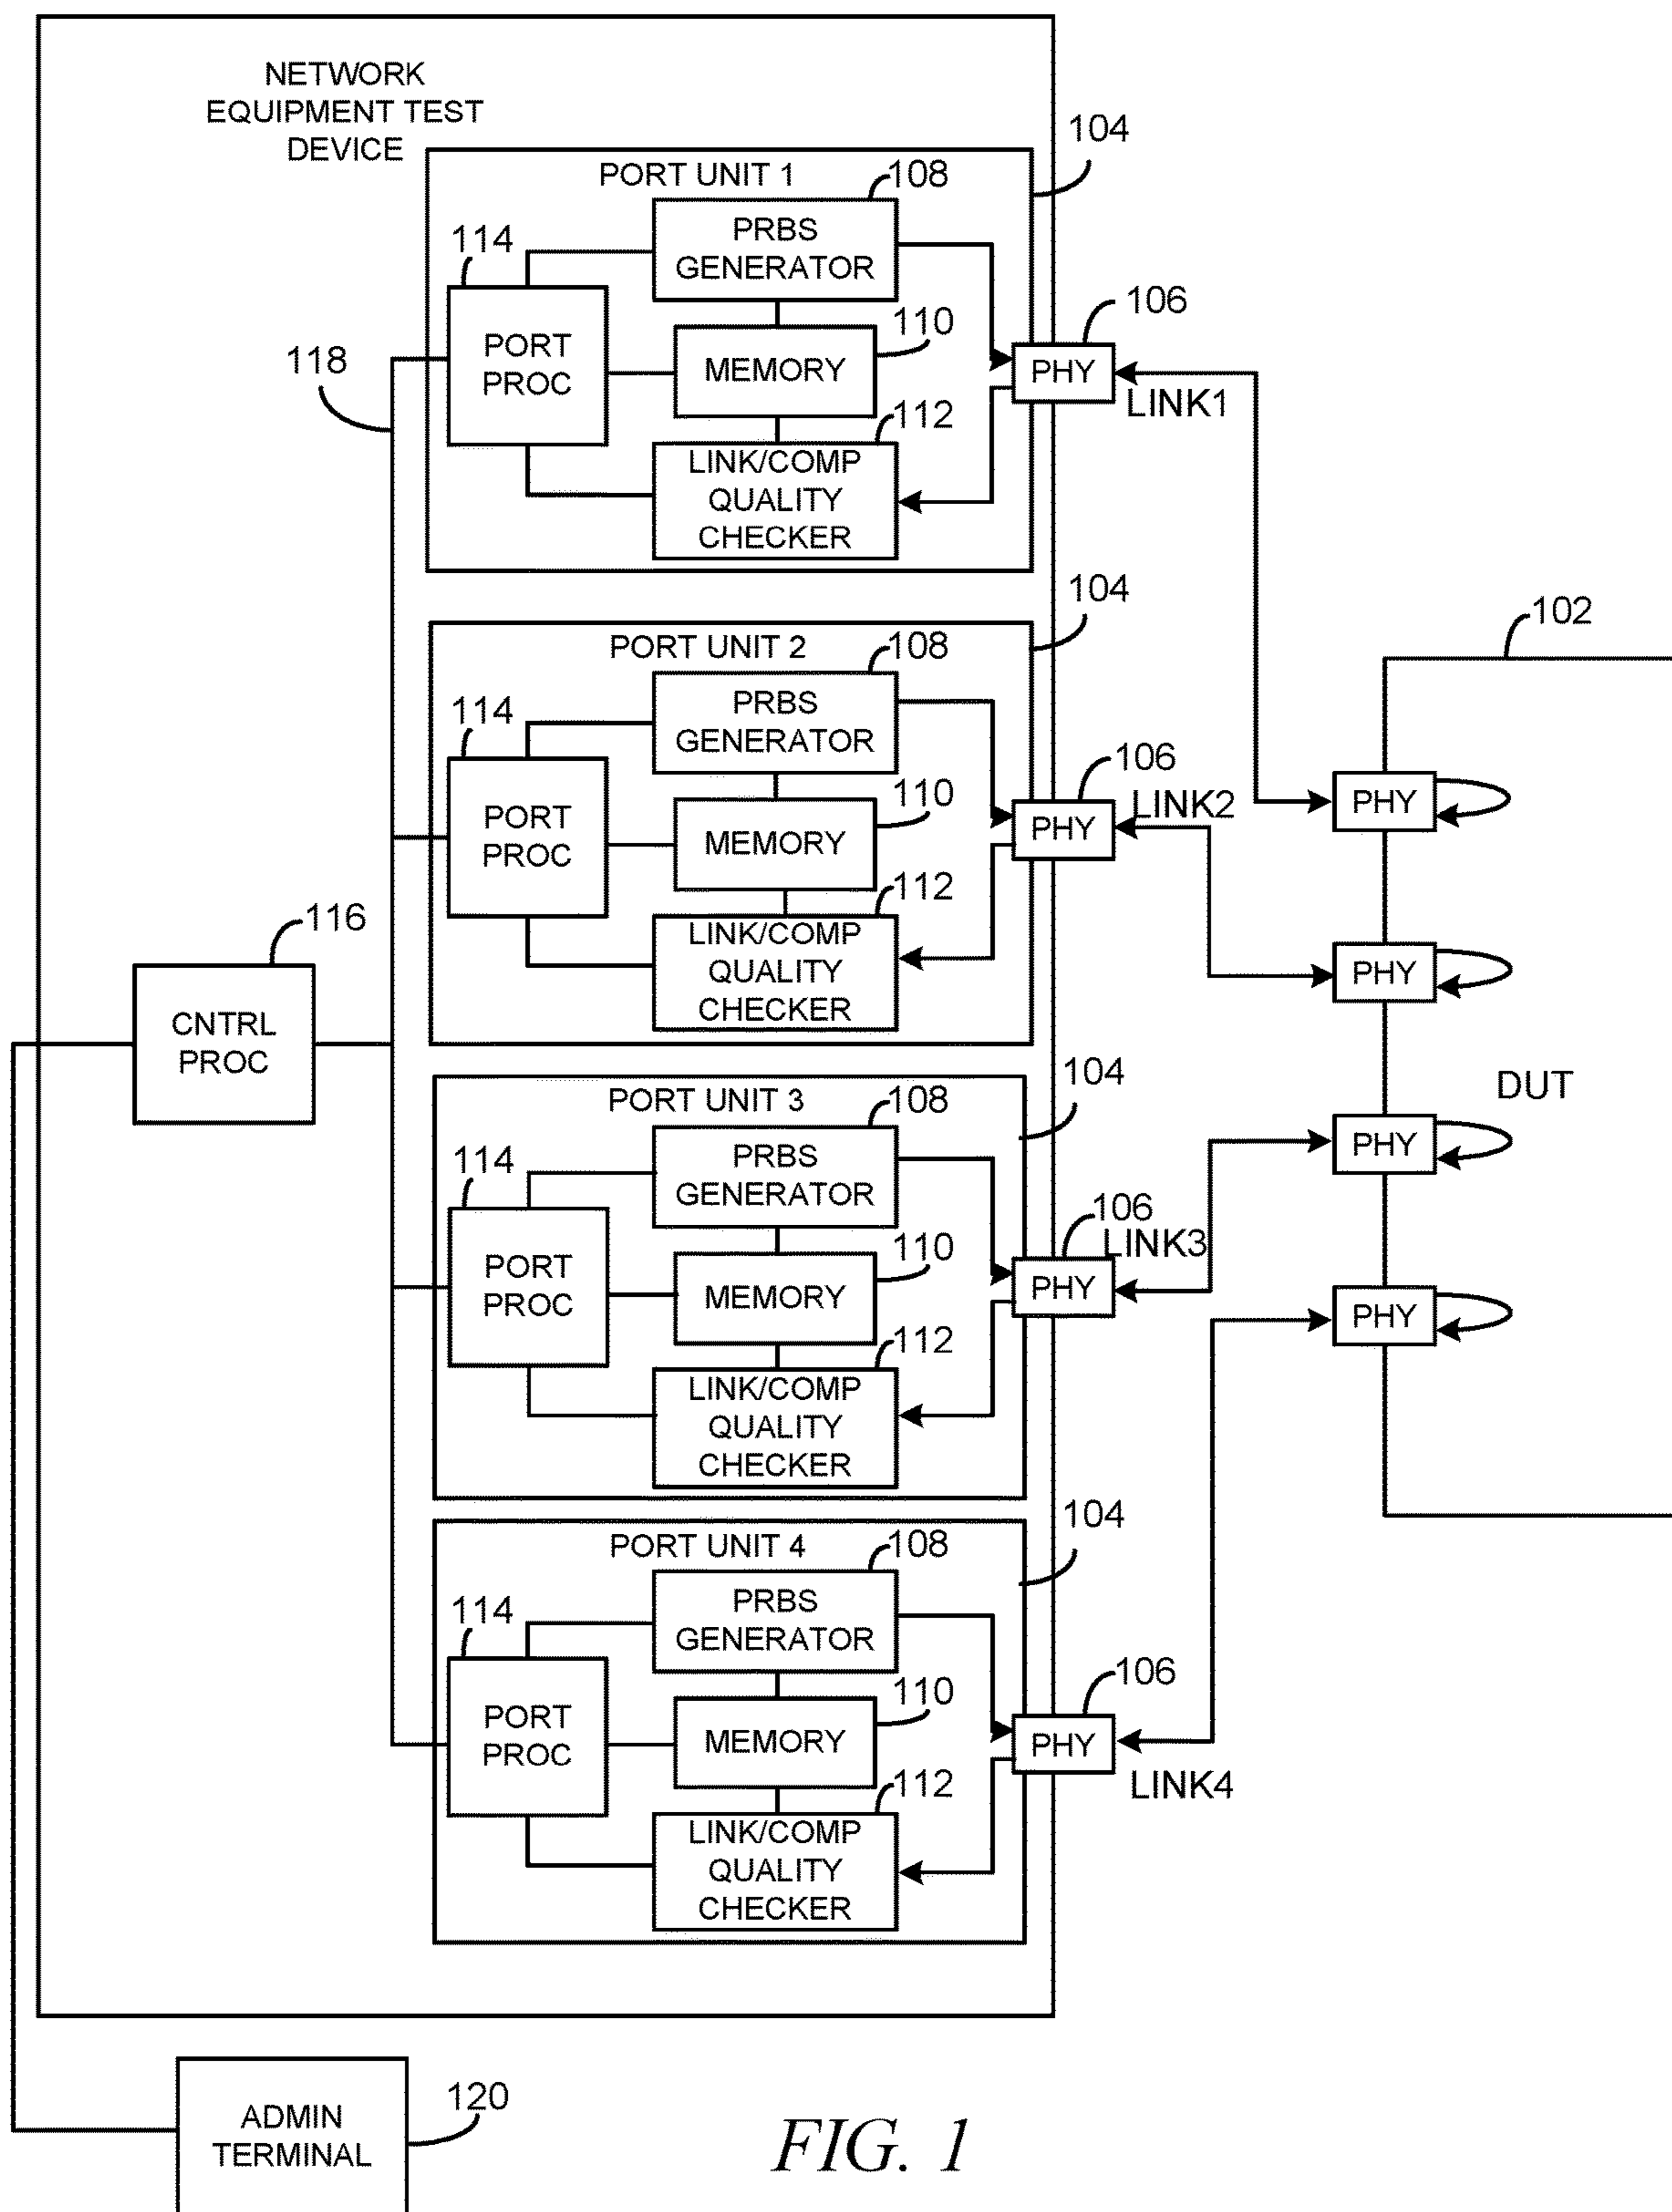 NETWORK
EQUIPMENT TEST
DEVICE
104
PORT UNIT 1
108
PRBS
GENERATOR
114
PORT
PROC
110
MEMORY
106
PHY
LINK1
118
112
LINK/COMP
QUALITY
CHECKER
104
PORT UNIT 2
108
PRBS
GENERATOR
114
PORT
PROC
110
MEMORY
106
PHY
LINK2
112
LINK/COMP
QUALITY
CHECKER
102
PHY
PHY
DUT
PHY
PHY
116
CNTRL
PROC
104
PORT UNIT 3
108
PRBS
GENERATOR
114
PORT
PROC
110
MEMORY
106
LINK3
PHY
112
LINK/COMP
QUALITY
CHECKER
104
PORT UNIT 4
108
PRBS
GENERATOR
114
PORT
PROC
110
MEMORY
106
PHY
LINK4
112
LINK/COMP
QUALITY
CHECKER
120
ADMIN
TERMINAL
FIG. 1